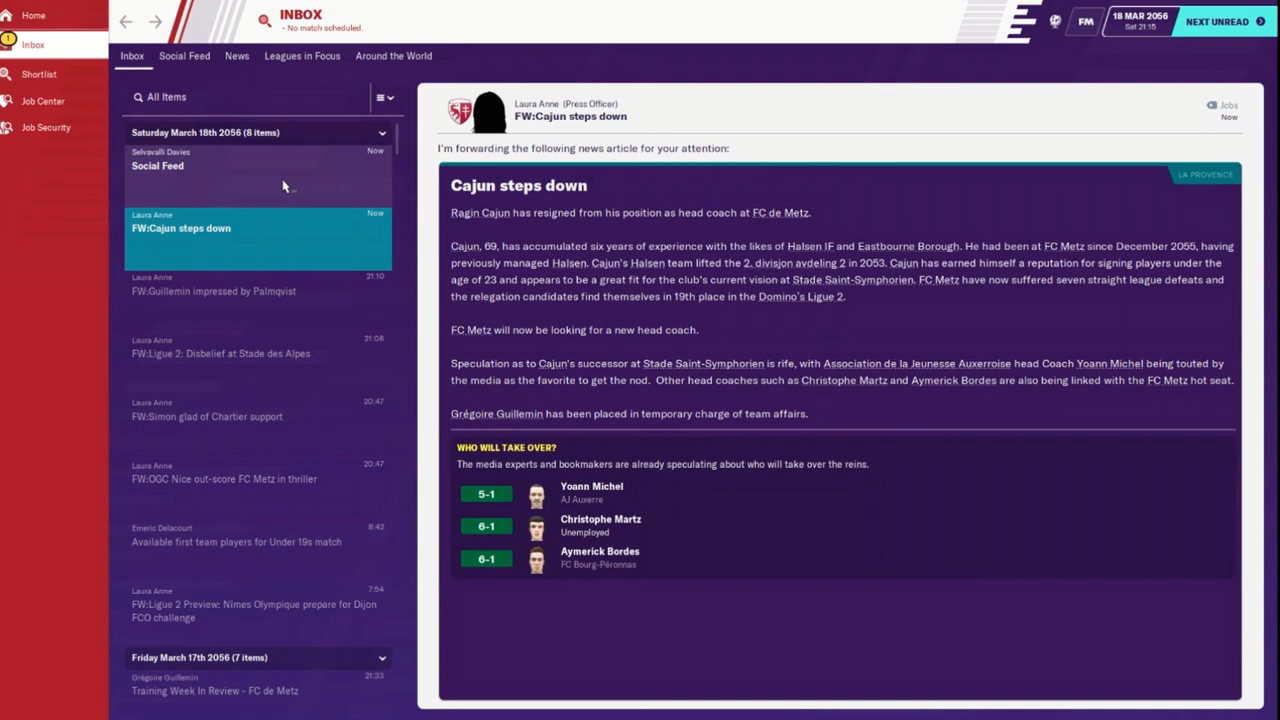 Home
Inbox
1
Shortlist
Job Center
Job Security
INBOX
- No match scheduled.
FM
18 MAR 2056
Sat 21:15
NEXT UNREAD
Inbox
Social Feed
News
Leagues in Focus
Around the World
All Items
Saturday March 18th 2056 (8 items)
Selvavalli Davies
Now
Social Feed
Laura Anne
Now
FW:Cajun steps down
Laura Anne
21:10
FW:Guillemin impressed by Palmqvist
Laura Anne
21:08
FW:Ligue 2: Disbelief at Stade des Alpes
Laura Anne
20:47
FW:Simon glad of Chartier support
Laura Anne
20:47
FW:OGC Nice out-score FC Metz in thriller
Emeric Delacourt
8:42
Available first team players for Under 19s match
Laura Anne
7:54
FW:Ligue 2 Preview: Nîmes Olympique prepare for Dijon
FCO challenge
Friday March 17th 2056 (7 items)
Grégoire Guillemin
21:33
Training Week In Review - FC de Metz
Laura Anne (Press Officer)
FW:Cajun steps down
Jobs
Now
I'm forwarding the following news article for your attention:
LA PROVENCE
Cajun steps down
Ragin Cajun has resigned from his position as head coach at FC de Metz.
Cajun, 69, has accumulated six years of experience with the likes of Halsen IF and Eastbourne Borough. He had been at FC Metz since December 2055, having
previously managed Halsen. Cajun's Halsen team lifted the 2. divisjon avdeling 2 in 2053. Cajun has earned himself a reputation for signing players under the
age of 23 and appears to be a great fit for the club's current vision at Stade Saint-Symphorien. FC Metz have now suffered seven straight league defeats and
the relegation candidates find themselves in 19th place in the Domino's Ligue 2.
FC Metz will now be looking for a new head coach.
Speculation as to Cajun's successor at Stade Saint-Symphorien is rife, with Association de la Jeunesse Auxerroise head Coach Yoann Michel being touted by
the media as the favorite to get the nod. Other head coaches such as Christophe Martz and Aymerick Bordes are also being linked with the FC Metz hot seat.
Grégoire Guillemin has been placed in temporary charge of team affairs.
WHO WILL TAKE OVER?
The media experts and bookmakers are already speculating about who will take over the reins.
5-1
Yoann Michel
AJ Auxerre
6-1
Christophe Martz
Unemployed
6-1
Aymerick Bordes
FC Bourg-Péronnas